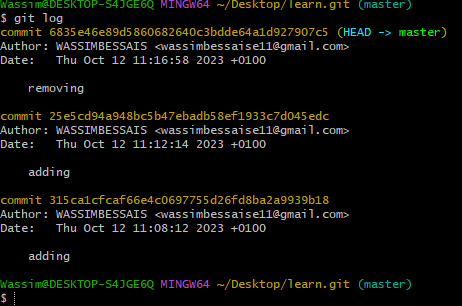 Wassim@DESKTOP-S4JGE6Q MINGW64 ~/Desktop/learn.git (master)
$ git log
commit 6835e46e89d5860682640c3bdde64a1d927907c5 (HEAD -> master)
Author: WASSIMBESSAIS <wassimbessaise11@gmail.com>
Date:   Thu Oct 12 11:16:58 2023 +0100
    removing
commit 25e5cd94a948bc5b47ebadb58ef1933c7d045edc
Author: WASSIMBESSAIS <wassimbessaise11@gmail.com>
Date:   Thu Oct 12 11:12:14 2023 +0100
    adding
commit 315ca1cfcaf66e4c0697755d26fd8ba2a9939b18
Author: WASSIMBESSAIS <wassimbessaise11@gmail.com>
Date:   Thu Oct 12 11:08:12 2023 +0100
    adding
Wassim@DESKTOP-S4JGE6Q MINGW64 ~/Desktop/learn.git (master)
$